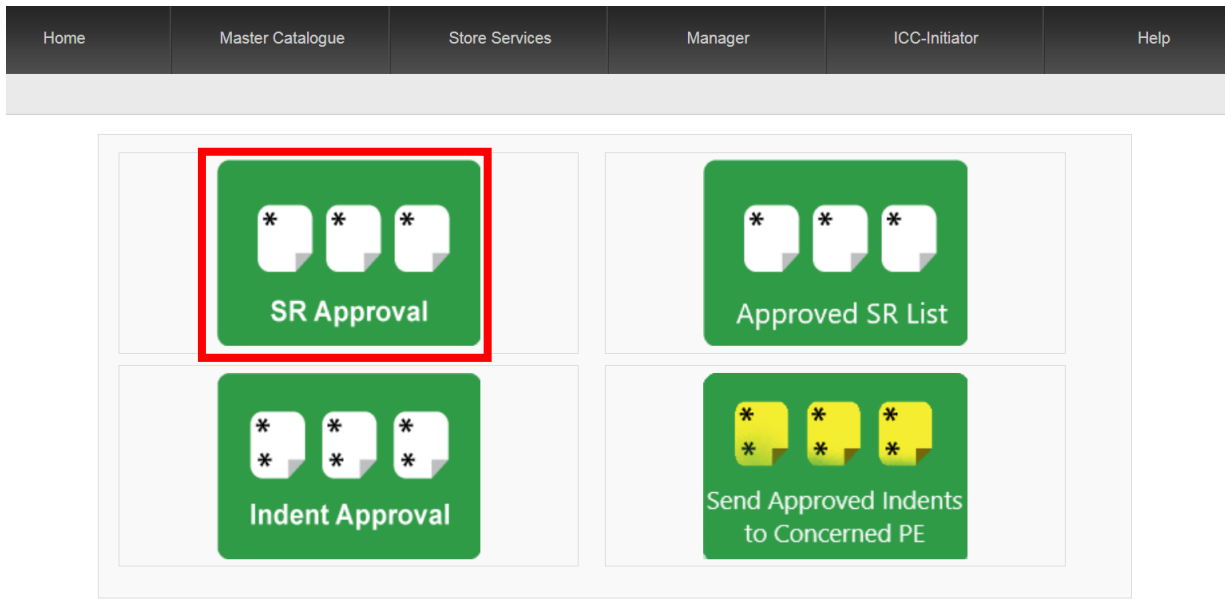 Home Master Catalogue Store Services Manager ICC-Initiator Help
* * *
SR Approval
* * *
Approved SR List
* * *
* * *
Indent Approval
* * *
* * *
Send Approved Indents
to Concerned PE